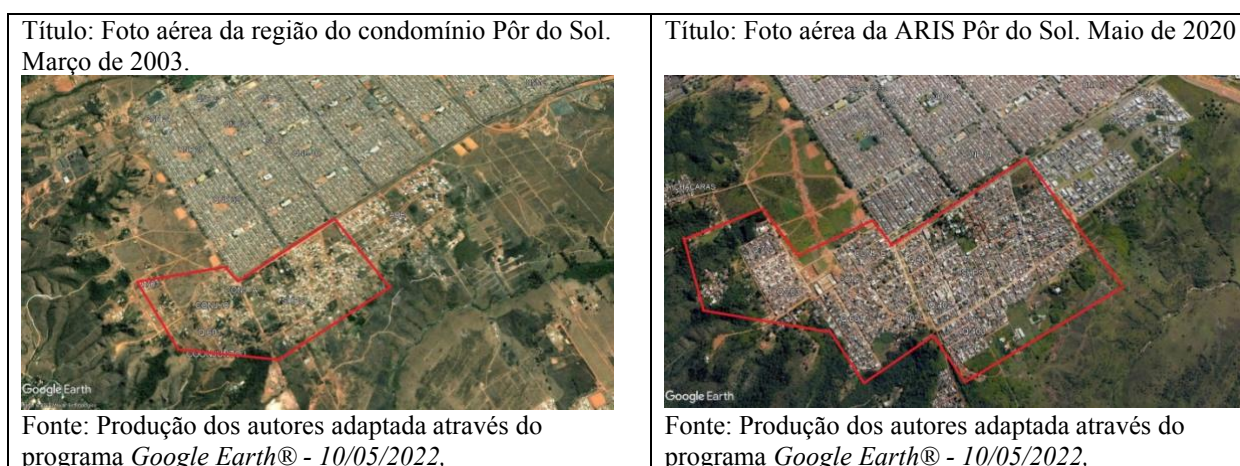 Título: Foto aérea da região do condomínio Pôr do Sol.
Março de 2003.
Google Earth
Fonte: Produção dos autores adaptada através do
programa Google Earth® - 10/05/2022,
Título: Foto aérea da ARIS Pôr do Sol. Maio de 2020
CHÁCARAS
Google Earth
Fonte: Produção dos autores adaptada através do
programa Google Earth® - 10/05/2022,